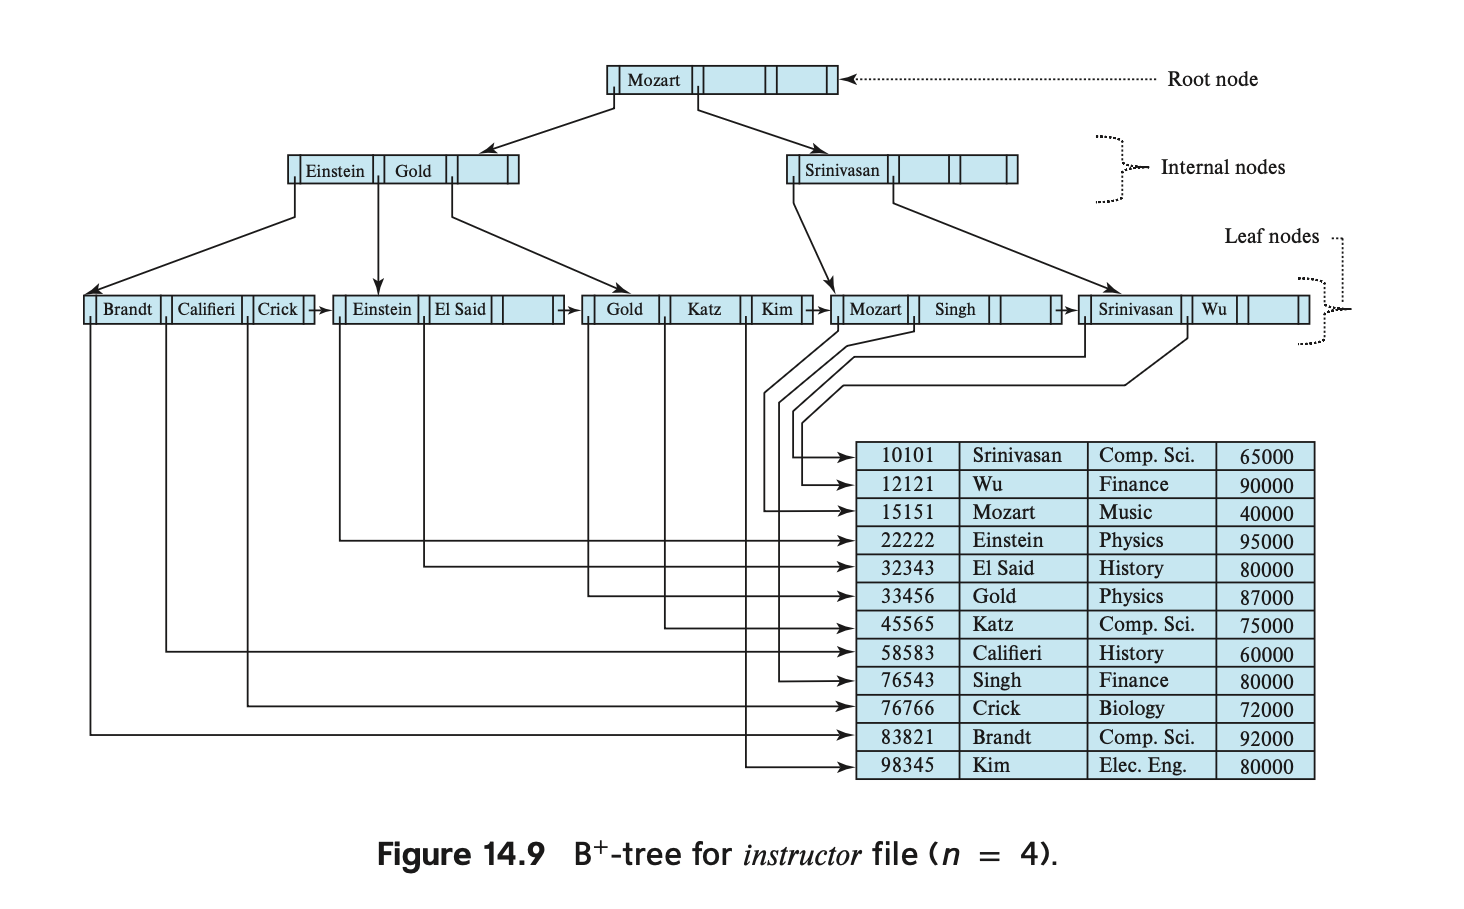 Mozart
Root node
Einstein Gold
Srinivasan
Internal nodes
Leaf nodes
Brandt Califieri Crick
Einstein El Said
Gold Katz Kim
Mozart Singh
Srinivasan Wu
10101 Srinivasan Comp. Sci. 65000
12121 Wu Finance 90000
15151 Mozart Music 40000
22222 Einstein Physics 95000
32343 El Said History 80000
33456 Gold Physics 87000
45565 Katz Comp. Sci. 75000
58583 Califieri History 60000
76543 Singh Finance 80000
76766 Crick Biology 72000
83821 Brandt Comp. Sci. 92000
98345 Kim Elec. Eng. 80000
Figure 14.9 B⁺-tree for instructor file (n = 4).